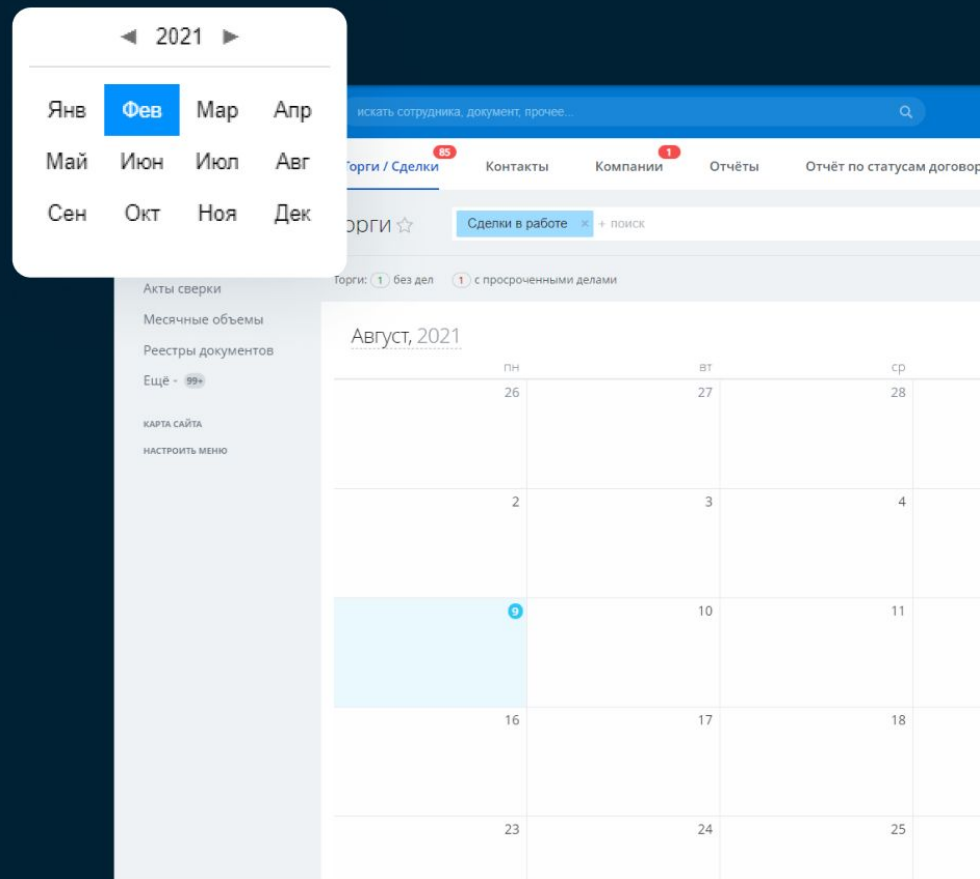 ◄ 2021 ►
Янв Фев Мар Апр
Май Июн Июл Авг
Сен Окт Ноя Дек
искать сотрудника, документ, прочее...
85 1
Торги / Сделки Контакты Компании Отчёты Отчёт по статусам договор
Торги Сделки в работе × + поиск
Торги: 1 без дел 1 с просроченными делами
Акты сверки
Месячные объемы
Реестры документов
Ещё - 99+
КАРТА САЙТА
НАСТРОИТЬ МЕНЮ
Август, 2021
пн вт ср
26 27 28
2 3 4
9 10 11
16 17 18
23 24 25